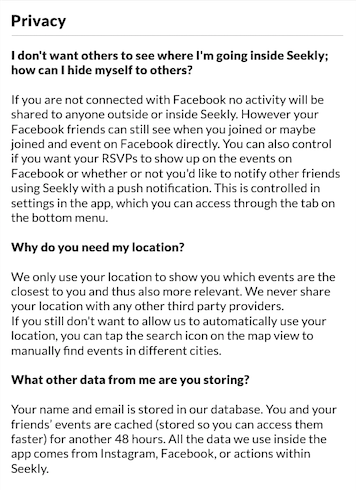 Privacy
I don't want others to see where I'm going inside Seekly;
how can I hide myself to others?
If you are not connected with Facebook no activity will be
shared to anyone outside or inside Seekly. However your
Facebook friends can still see when you joined or maybe
joined and event on Facebook directly. You can also control
if you want your RSVPs to show up on the events on
Facebook or whether or not you'd like to notify other friends
using Seekly with a push notification. This is controlled in
settings in the app, which you can access through the tab on
the bottom menu.
Why do you need my location?
We only use your location to show you which events are the
closest to you and thus also more relevant. We never share
your location with any other third party providers.
If you still don't want to allow us to automatically use your
location, you can tap the search icon on the map view to
manually find events in different cities.
What other data from me are you storing?
Your name and email is stored in our database. You and your
friends' events are cached (stored so you can access them
faster) for another 48 hours. All the data we use inside the
app comes from Instagram, Facebook, or actions within
Seekly.